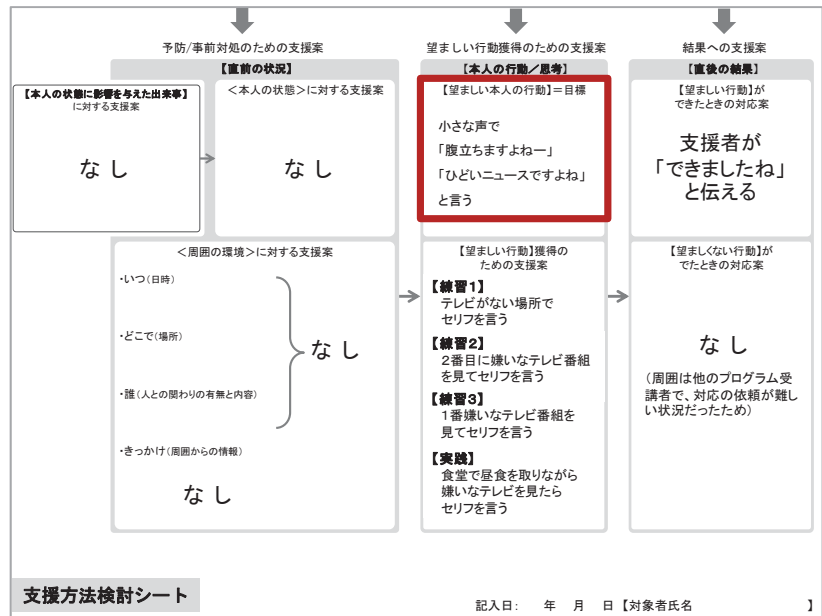 予防/事前対処のための支援案
望ましい行動獲得のための支援案
結果への支援案
【直前の状況】
【本人の行動／思考】
【直後の結果】
【本人の状態に影響を与えた出来事】
に対する支援案
な し
＜本人の状態＞に対する支援案
な し
【望ましい本人の行動】＝目標
小さな声で
「腹立ちますよねー」
「ひどいニュースですよね」
と言う
【望ましい行動】が
できたときの対応案
支援者が
「できましたね」
と伝える
＜周囲の環境＞に対する支援案
・いつ（日時）
・どこで（場所）
な し
・誰（人との関わりの有無と内容）
・きっかけ（周囲からの情報）
な し
【望ましい行動】獲得の
ための支援案
【練習１】
テレビがない場所で
セリフを言う
【練習２】
２番目に嫌いなテレビ番組
を見てセリフを言う
【練習３】
１番嫌いなテレビ番組を
見てセリフを言う
【実践】
食堂で昼食を取りながら
嫌いなテレビを見たら
セリフを言う
【望ましくない行動】が
でたときの対応案
な し
（周囲は他のプログラム受
講者で、対応の依頼が難し
い状況だったため）
支援方法検討シート
記入日： 年 月 日 【対象者氏名 】